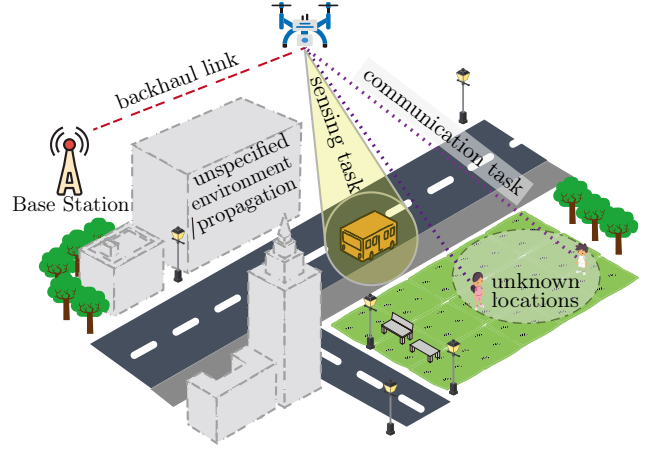 backhaul link
sensing task
communication task
unspecified
environment
/propagation
Base Station
unknown
locations